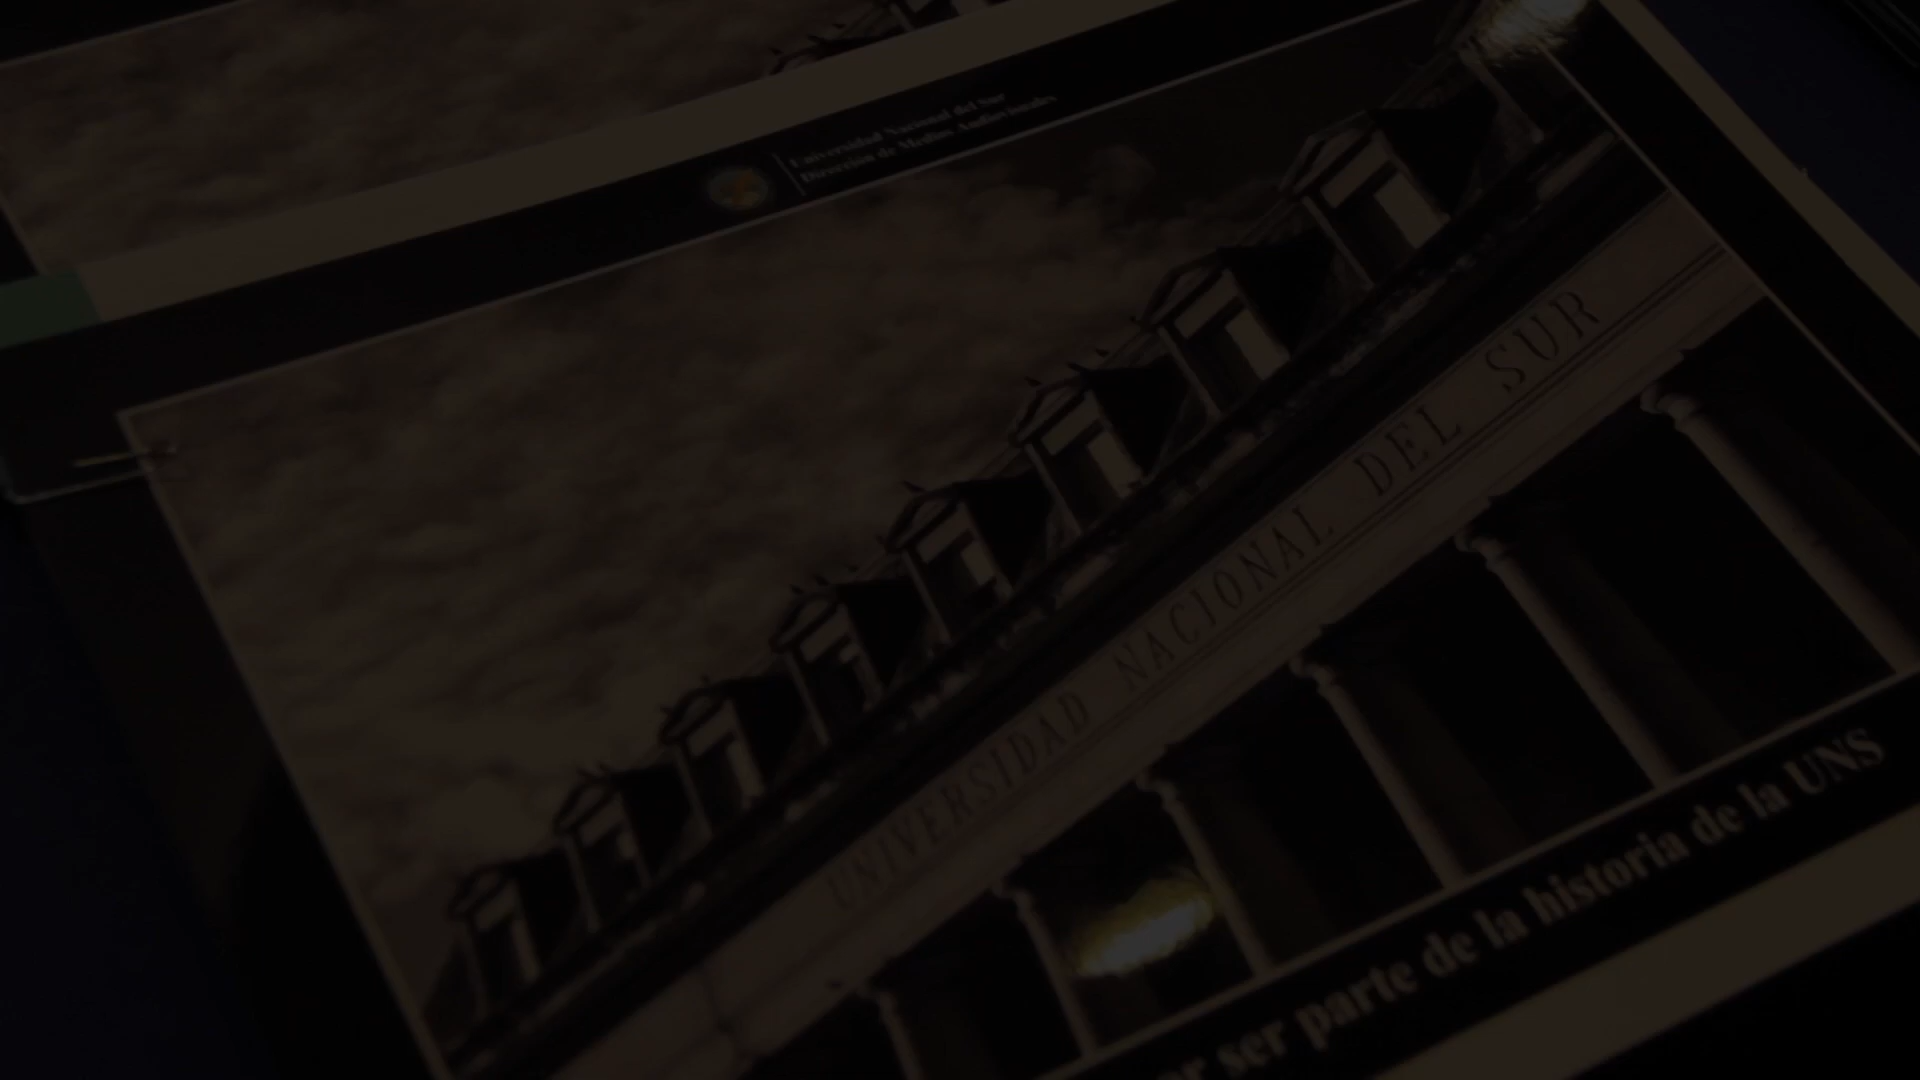 Universidad Nacional del Sur
Dirección de Medios Audiovisuales
UNIVERSIDAD NACIONAL DEL SUR
ser parte de la historia de la UNS